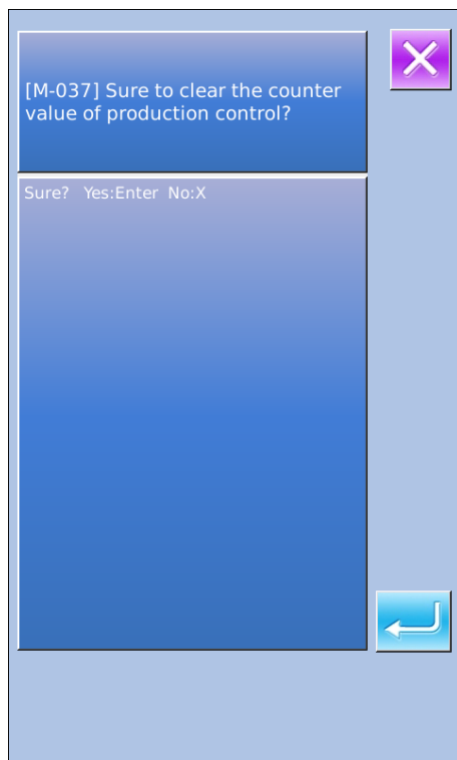 [M-037] Sure to clear the counter
value of production control?
Sure? Yes:Enter No:X